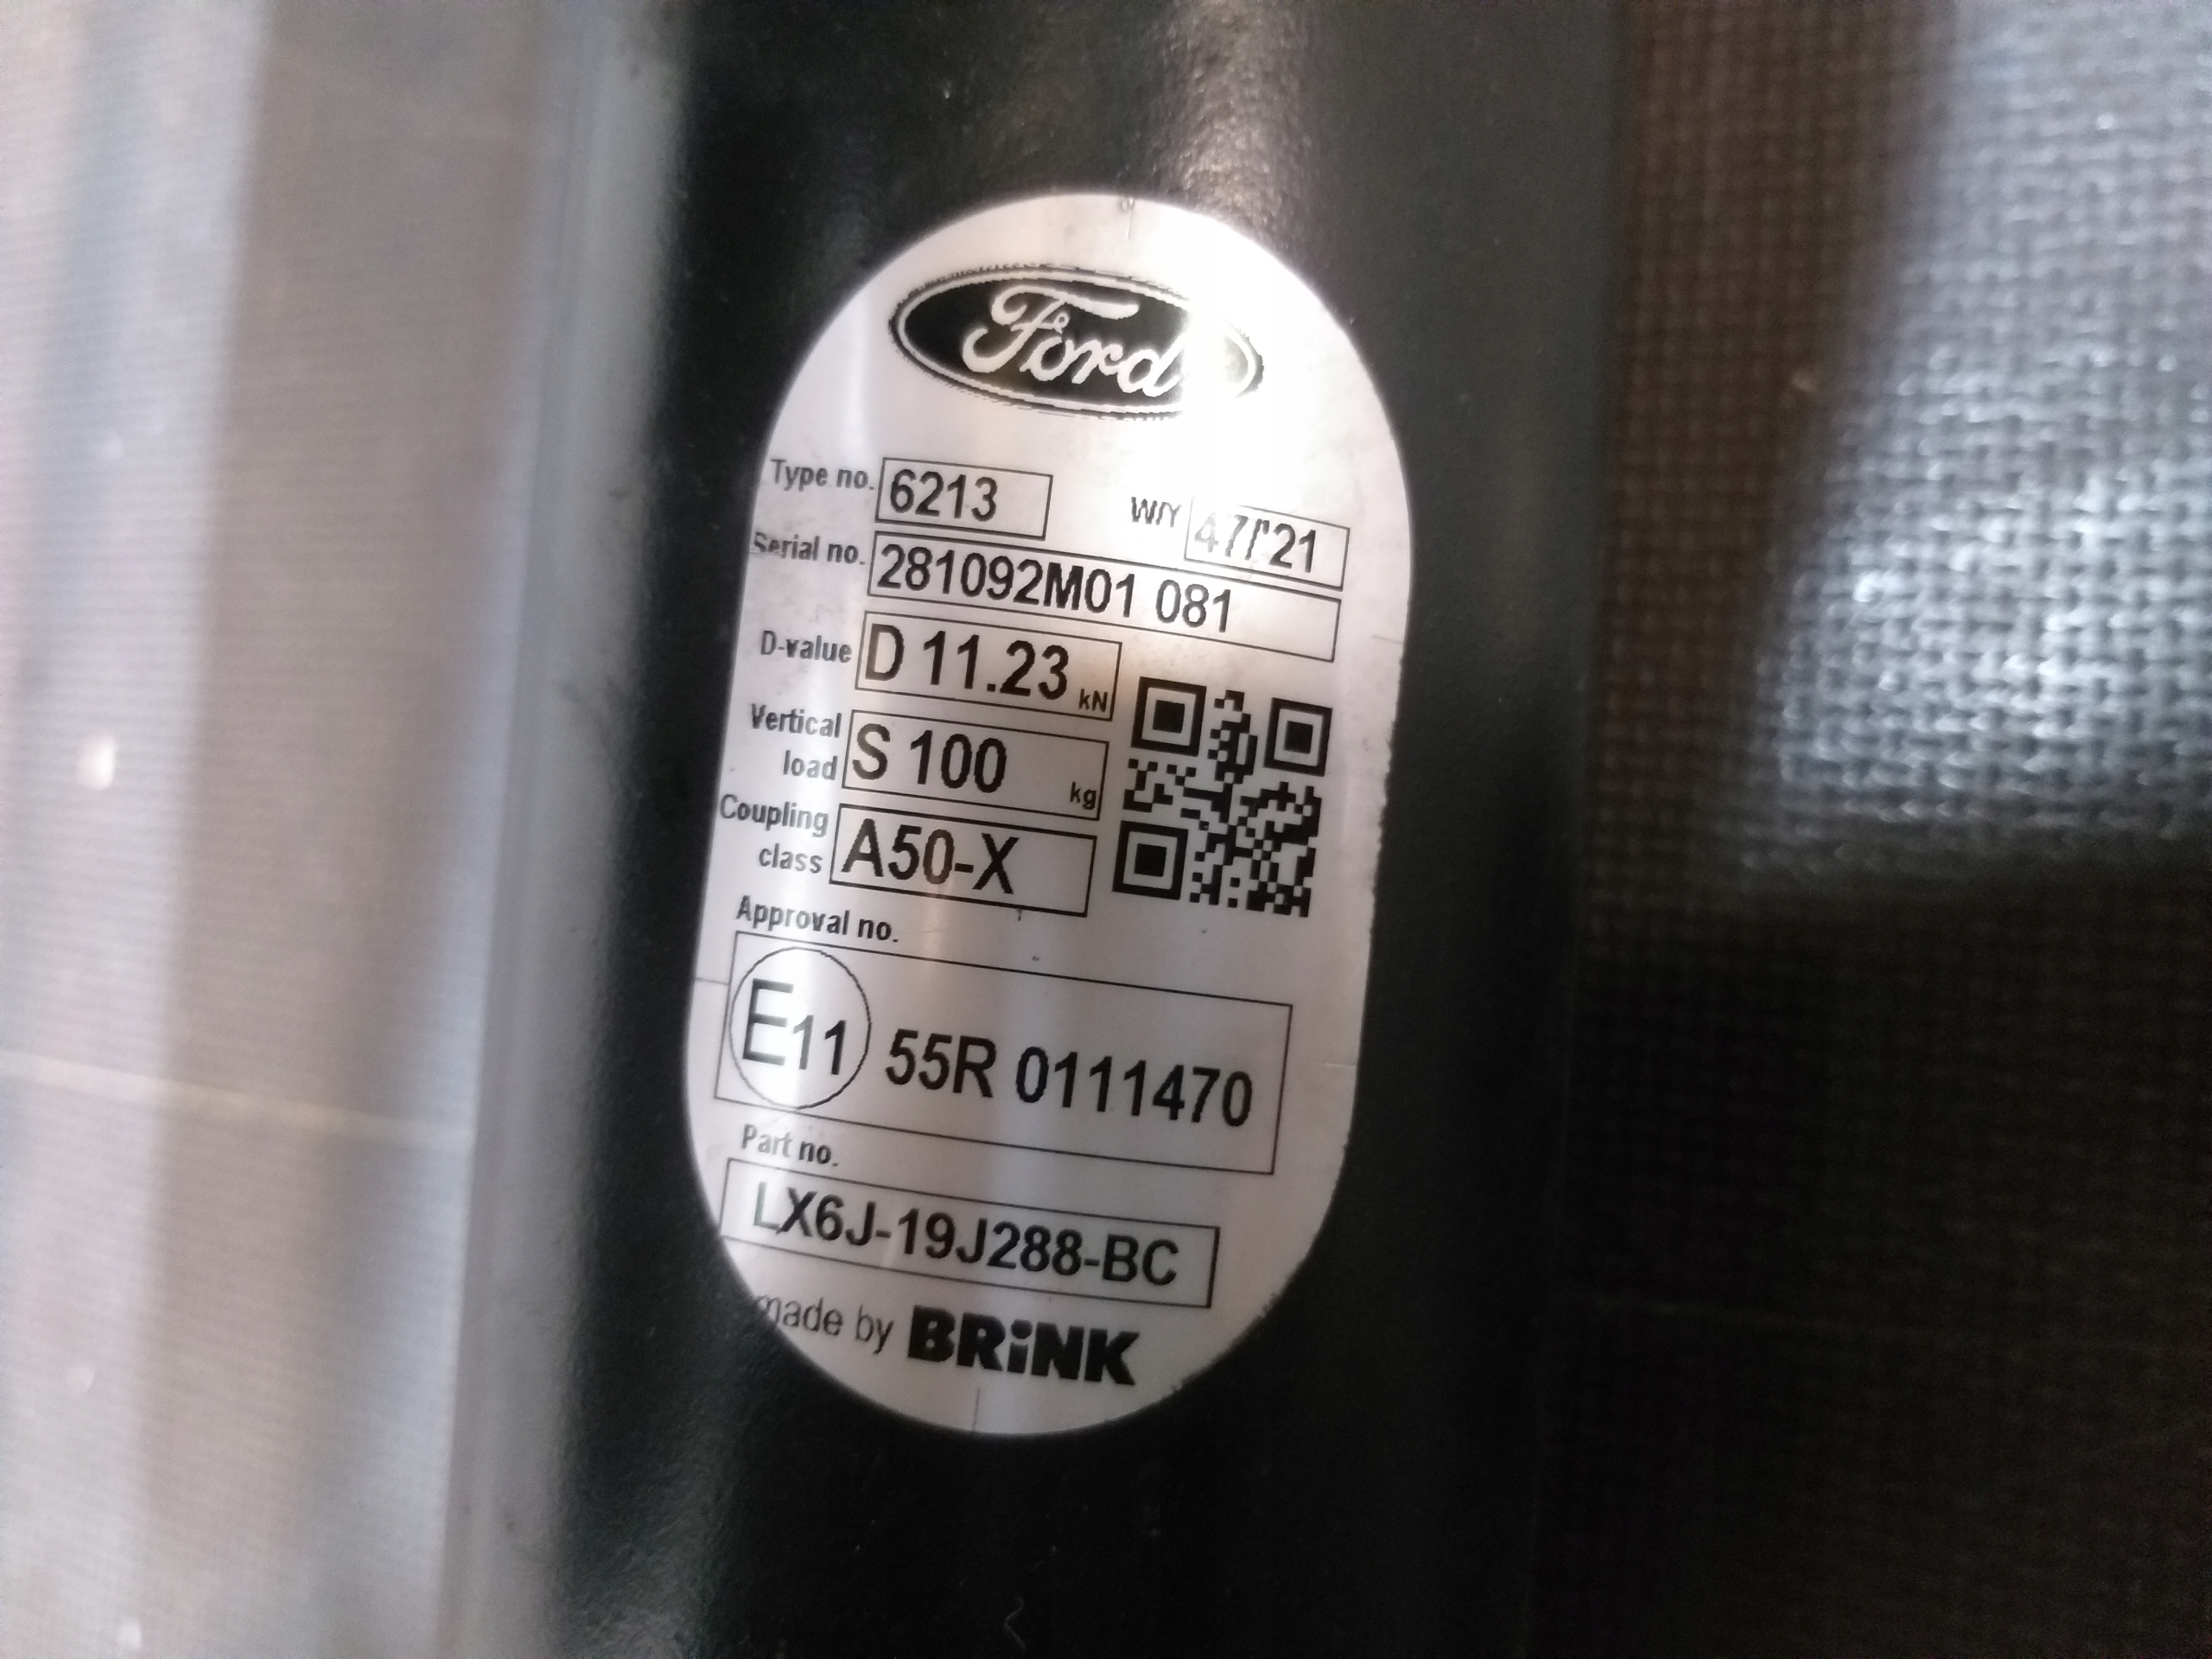 Ford
Type no. 6213 W/Y 47/'21
Serial no. 281092M01 081
D-value D 11.23 kN
Vertical load S 100 kg
Coupling class A50-X
Approval no.
E11 55R 0111470
Part no.
LX6J-19J288-BC
made by BRiNK